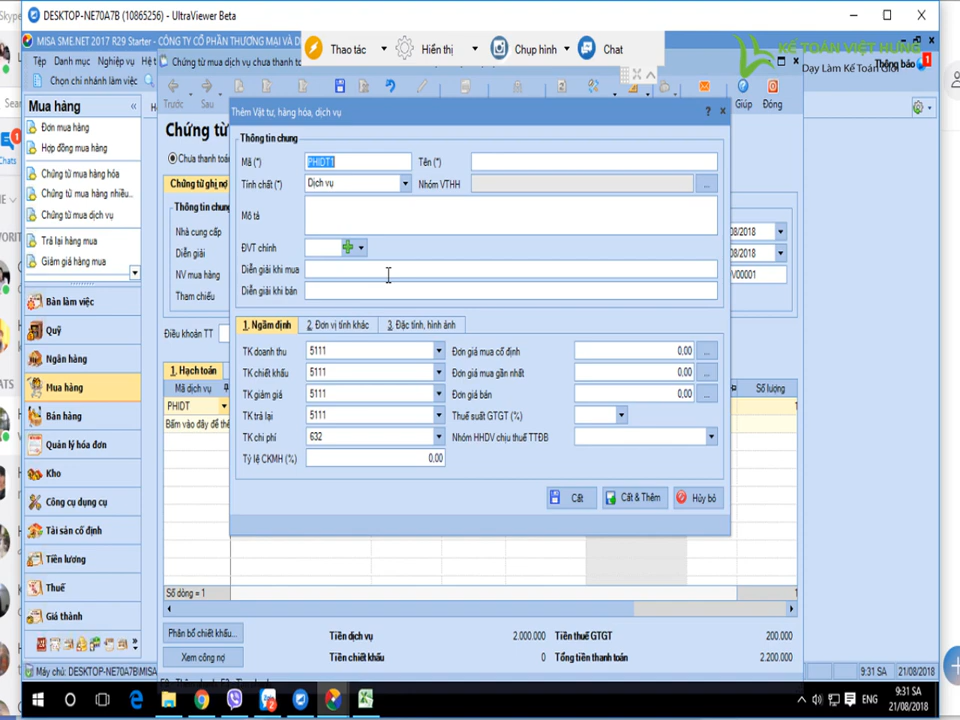 DESKTOP-NE70A7B (10865256) - UltraViewer Beta
MISA SME.NET 2017 R29 Starter - CÔNG TY CỔ PHẦN THƯƠNG MẠI VÀ D
Thao tác
Hiển thị
Chụp hình
Chat
KẾ TOÁN VIỆT HƯNG
Dạy Làm Kế Toán Giỏi
Thông báo
1
Tệp Danh mục Nghiệp vụ Hệ t
Chứng từ mua dịch vụ chưa thanh to
Chọn chi nhánh làm việc
Trước
Sau
Giúp
Đóng
Mua hàng
Đơn mua hàng
Hợp đồng mua hàng
Chứng từ mua hàng hóa
Chứng từ mua hàng nhiều...
Chứng từ mua dịch vụ
Trả lại hàng mua
Giảm giá hàng mua
Bàn làm việc
Quỹ
Ngân hàng
Mua hàng
Bán hàng
Quản lý hóa đơn
Kho
Công cụ dụng cụ
Tài sản cố định
Tiền lương
Thuế
Giá thành
Chứng từ
Chưa thanh toán
Chứng từ ghi nợ
Thông tin chung
Nhà cung cấp
Diễn giải
NV mua hàng
Tham chiếu
08/2018
08/2018
V00001
Điều khoản TT
1. Hạch toán
Mã dịch vụ
Số lượng
PHIDT
1
Bấm vào đây để thê
Số dòng = 1
1
Thêm Vật tư, hàng hóa, dịch vụ
Thông tin chung
Mã (*) PHIDT1 Tên (*)
Tính chất (*) Dịch vụ Nhóm VTHH
Mô tả
ĐVT chính
Diễn giải khi mua
Diễn giải khi bán
1. Ngầm định 2. Đơn vị tính khác 3. Đặc tính, hình ảnh
TK doanh thu 5111 Đơn giá mua cố định 0,00
TK chiết khấu 5111 Đơn giá mua gần nhất 0,00
TK giảm giá 5111 Đơn giá bán 0,00
TK trả lại 5111 Thuế suất GTGT (%)
TK chi phí 632 Nhóm HHDV chịu thuế TTĐB
Tỷ lệ CKMH (%) 0,00
Cất Cất & Thêm Hủy bỏ
Phân bổ chiết khấu... Tiền dịch vụ 2.000.000 Tiền thuế GTGT 200.000
Xem công nợ Tiền chiết khấu 0 Tổng tiền thanh toán 2.200.000
Máy chủ: DESKTOP-NE70A7B\MISA
9:31 SA 21/08/2018
ENG
9:31 SA
21/08/2018